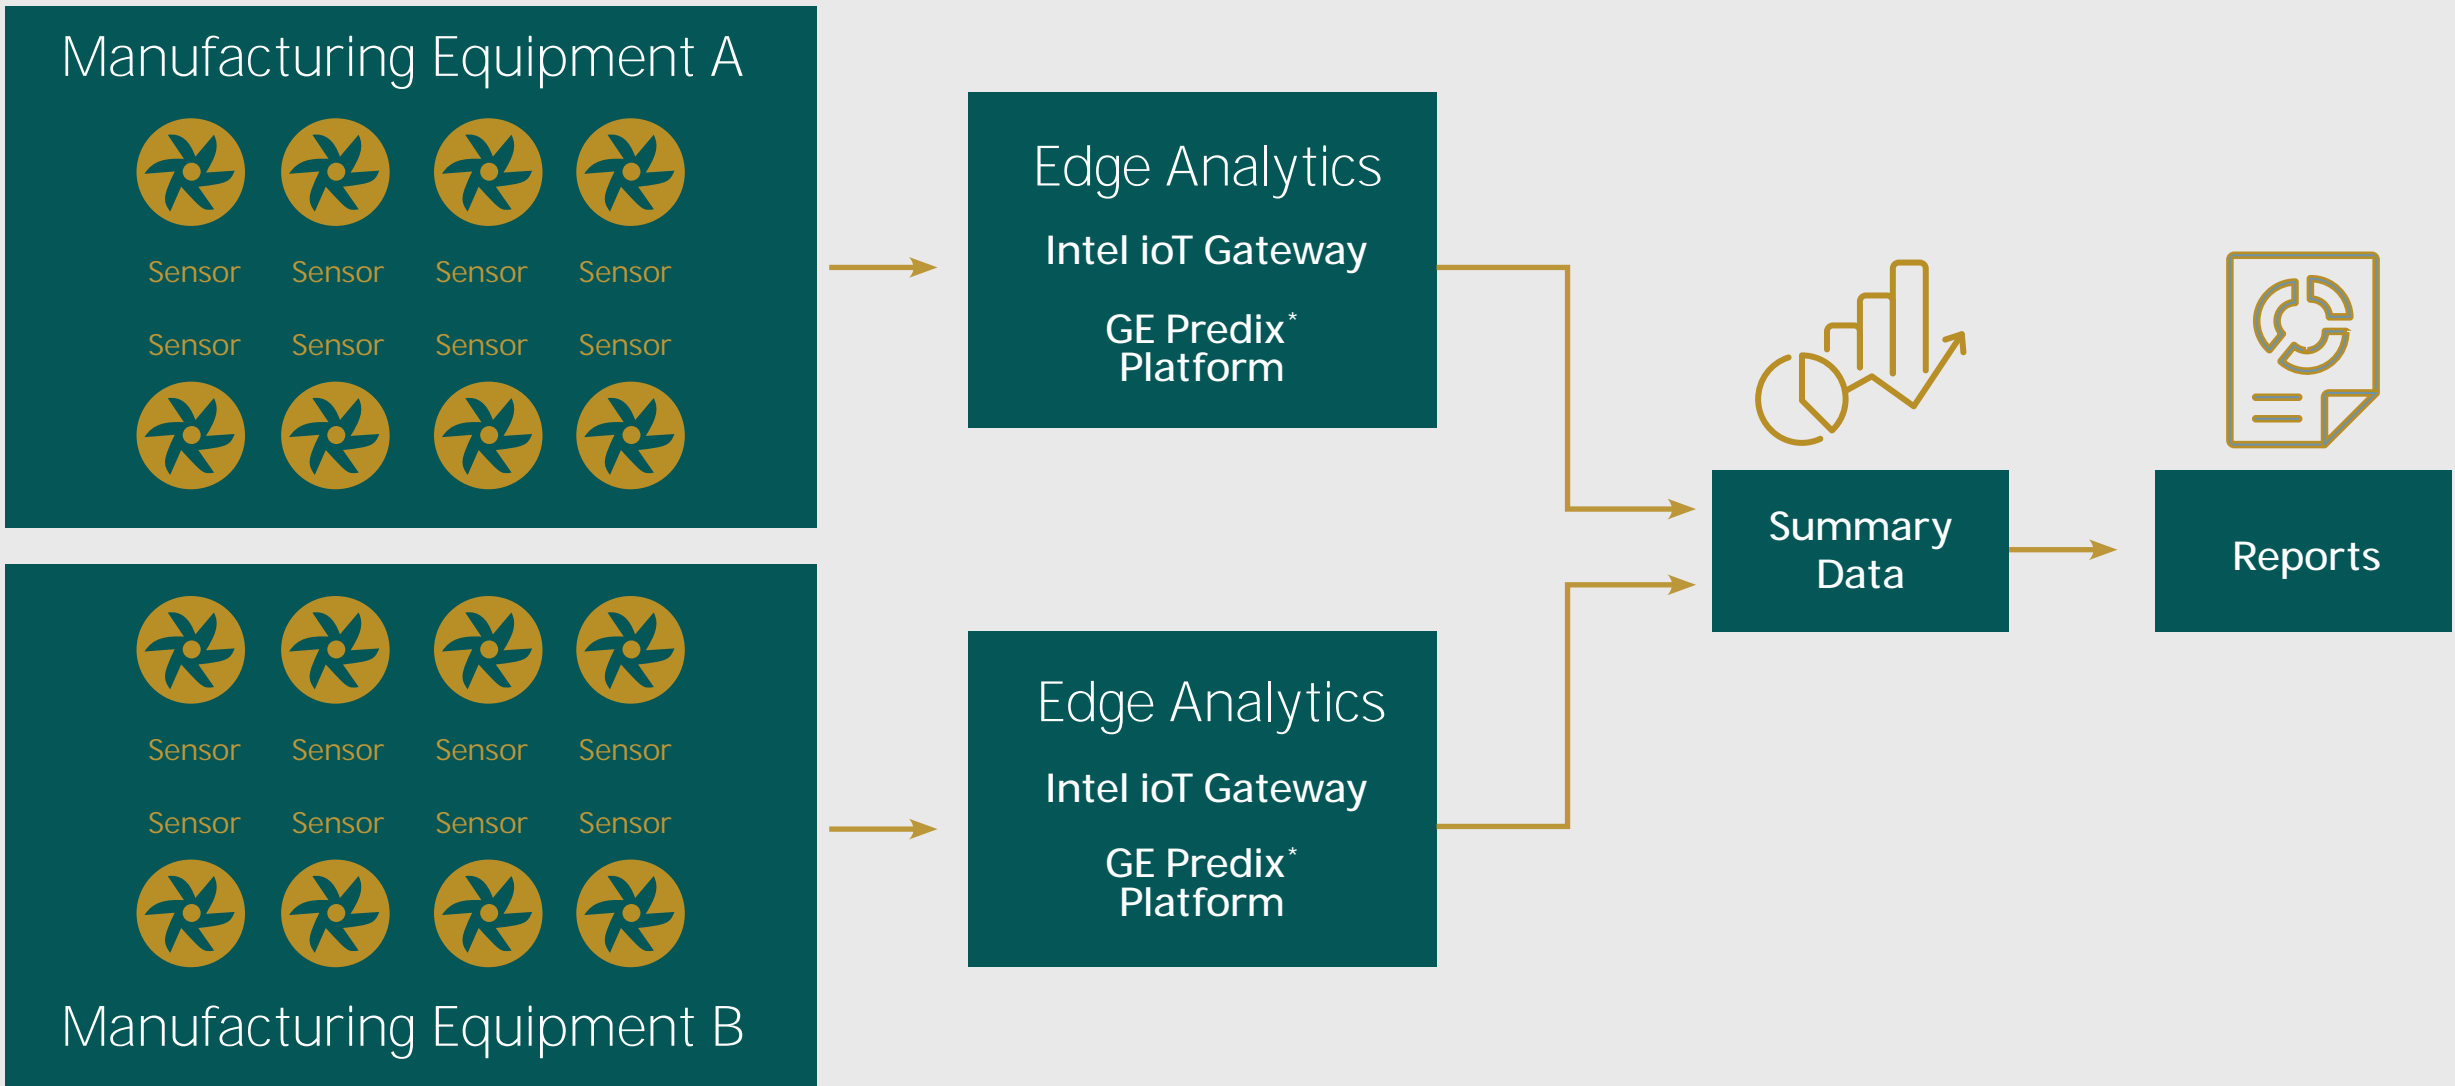 Manufacturing Equipment A
Sensor Sensor Sensor Sensor
Sensor Sensor Sensor Sensor
Edge Analytics
Intel ioT Gateway
GE Predix*
Platform
Sensor Sensor Sensor Sensor
Sensor Sensor Sensor Sensor
Manufacturing Equipment B
Edge Analytics
Intel ioT Gateway
GE Predix*
Platform
Summary
Data
Reports